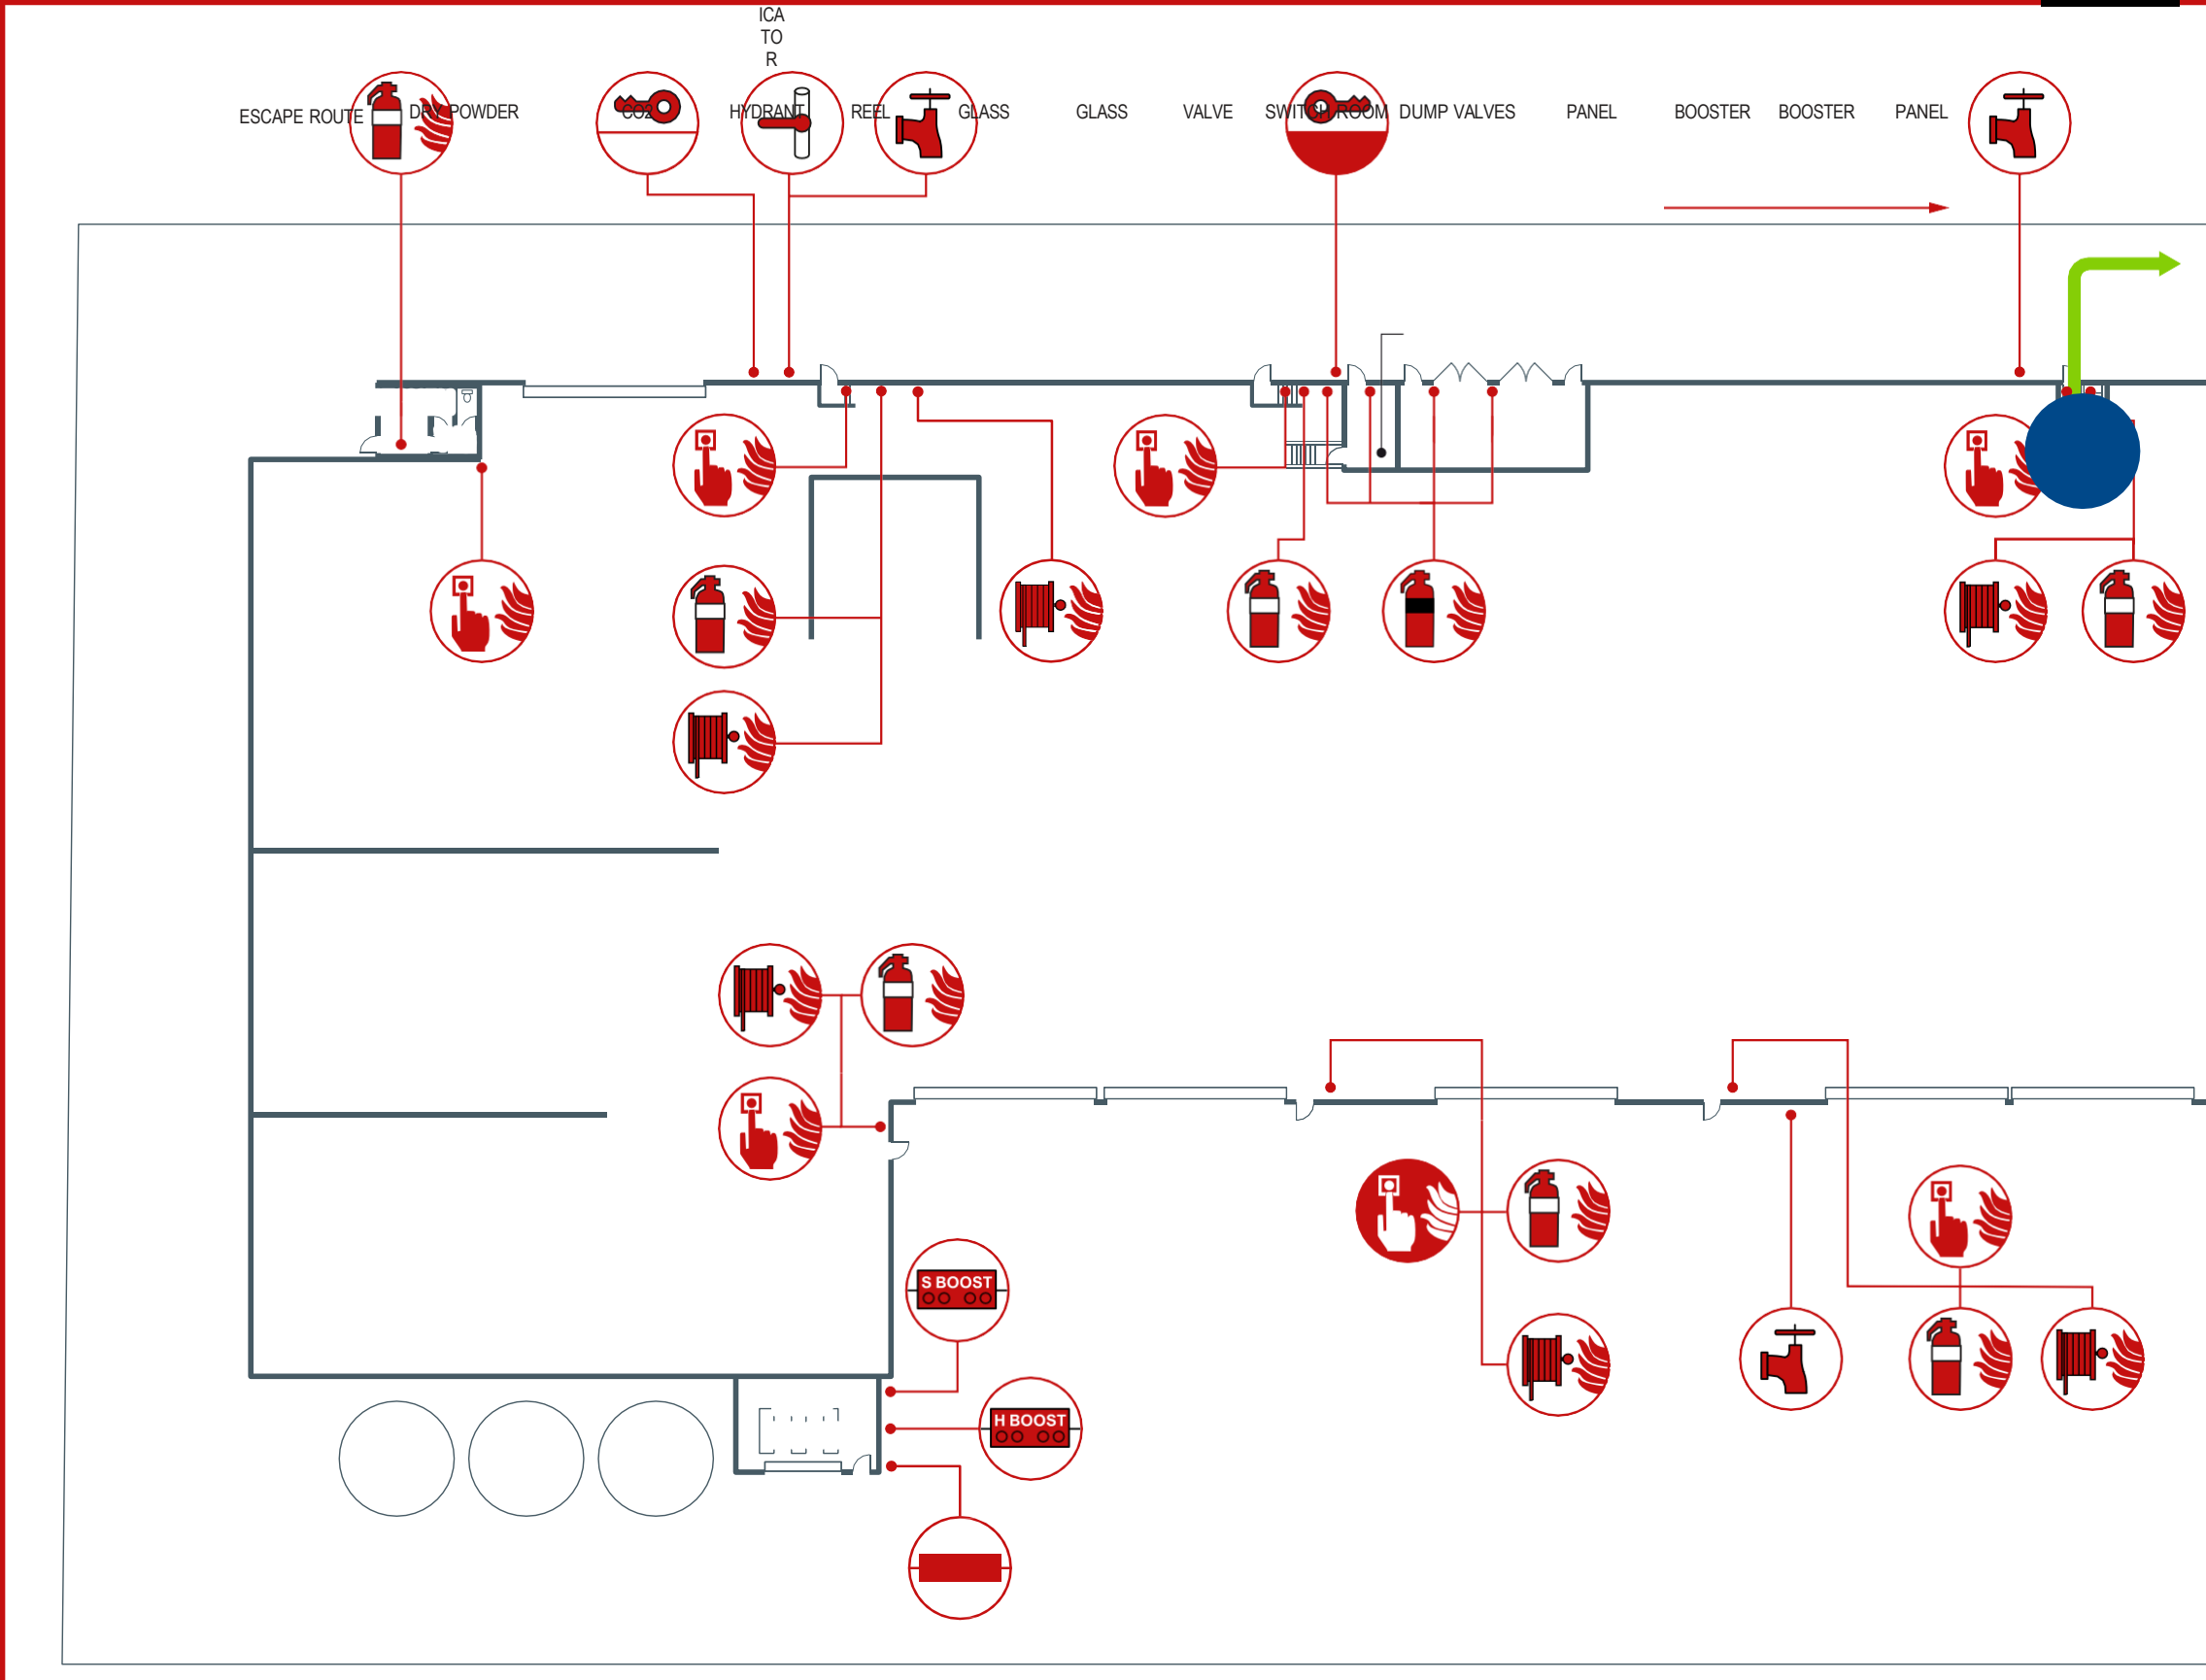 ICA
TO
R
ESCAPE ROUTE DRY POWDER CO2 HYDRANT REEL GLASS GLASS VALVE SWITCH ROOM DUMP VALVES PANEL BOOSTER BOOSTER PANEL
S BOOST
H BOOST